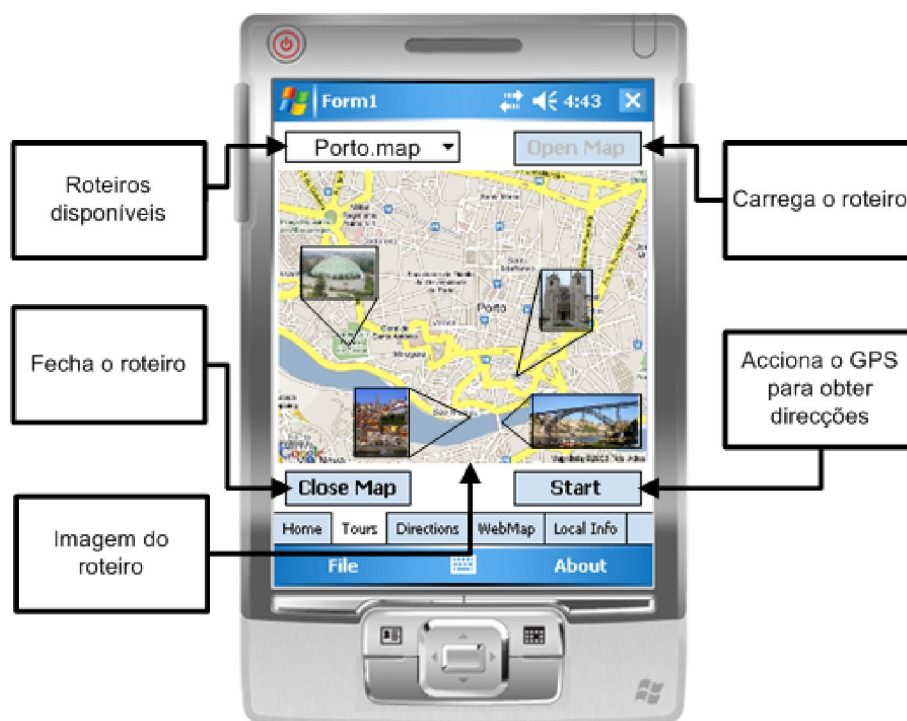 Form1
4:43
Roteiros
disponíveis
Porto.map
Open Map
Carrega o roteiro
Porto
Fecha o roteiro
Acciona o GPS
para obter
direcções
Google
Close Map
Start
Imagem do
roteiro
Home
Tours
Directions
WebMap
Local Info
File
About